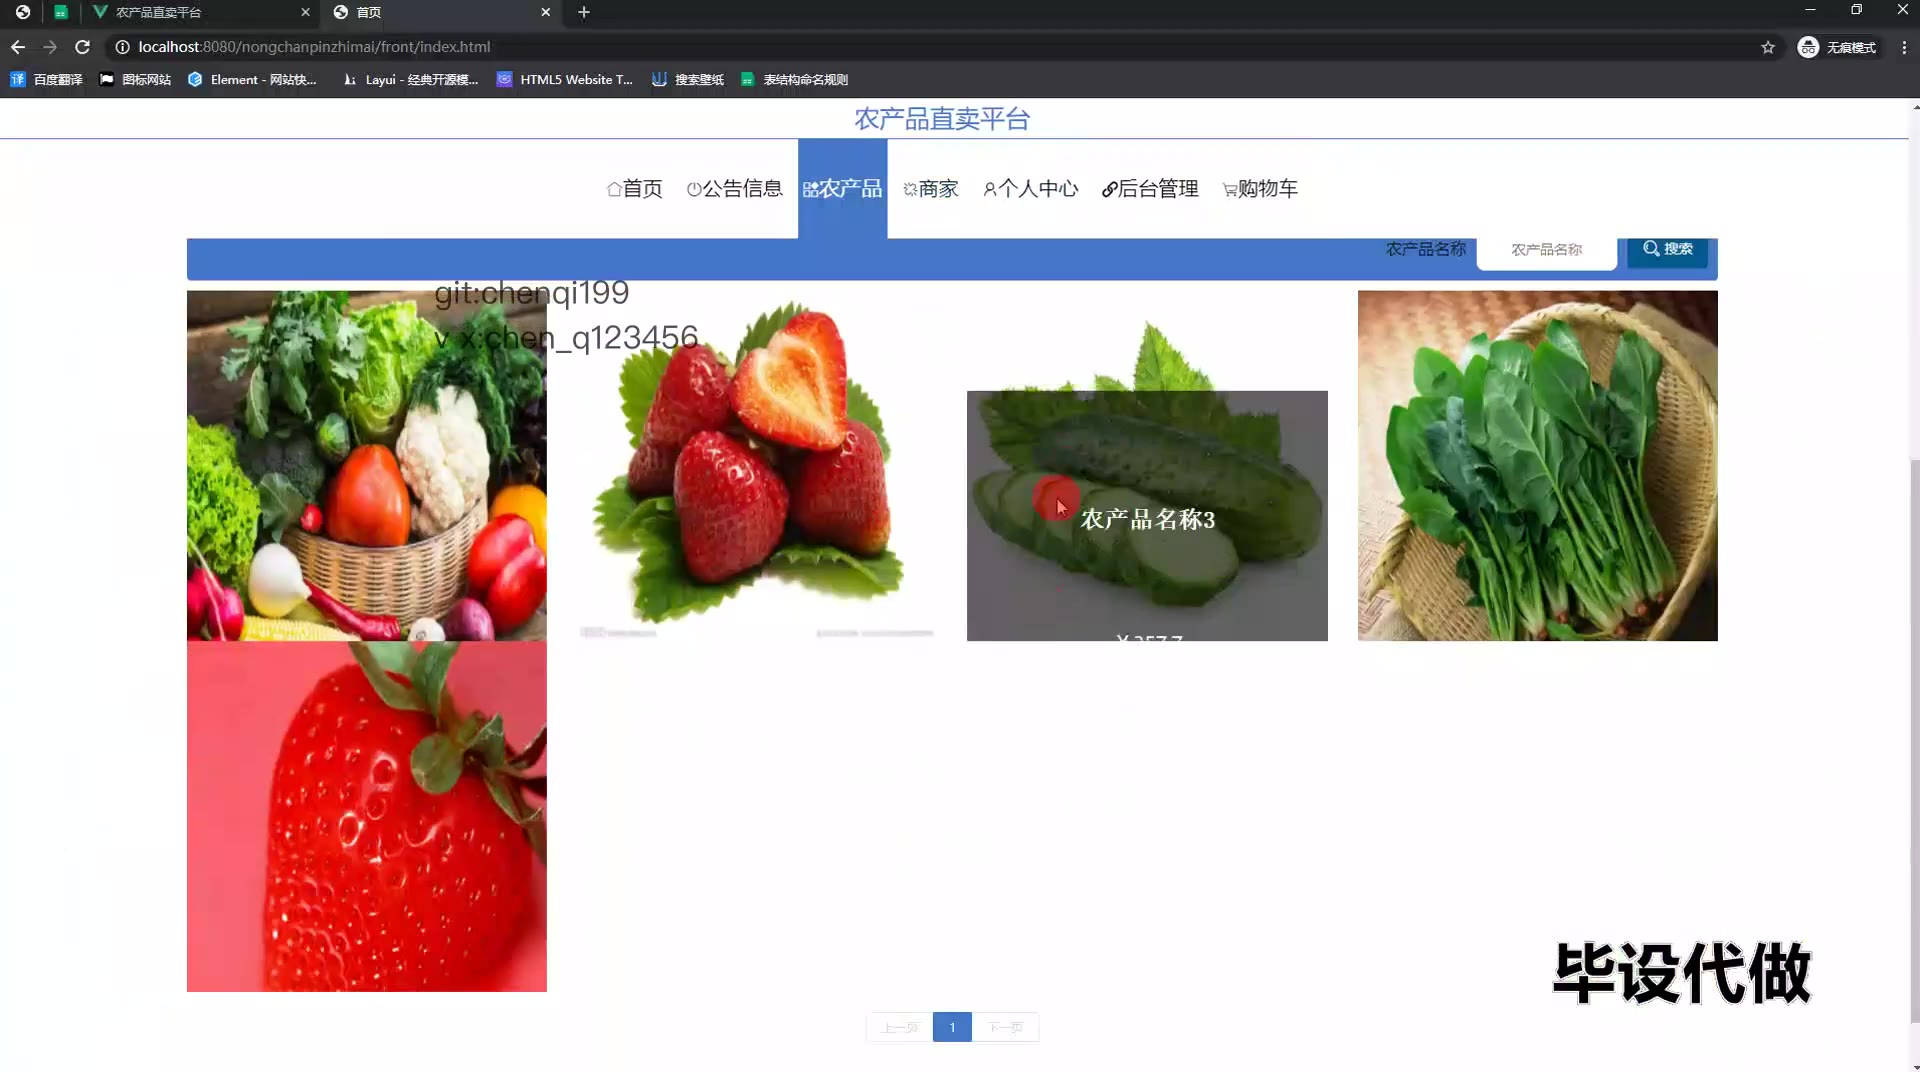 农产品直卖平台
首页
localhost:8080/nongchanpinzhimai/front/index.html
无痕模式
百度翻译
图标网站
Element - 网站快...
Layui - 经典开源模...
HTML5 Website T...
搜索壁纸
表结构命名规则
农产品直卖平台
首页
公告信息
农产品
商家
个人中心
后台管理
购物车
农产品名称
农产品名称
搜索
git:chenqi199
v x:chen_q123456
农产品名称3
毕设代做
上一页
1
下一页